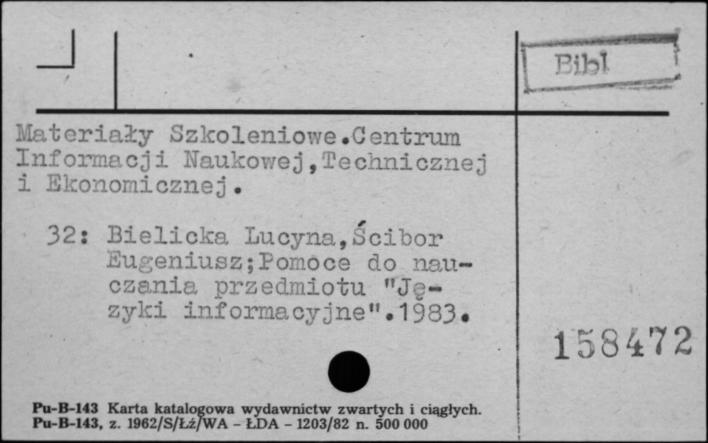 Bibl
Materiały Szkoleniowe.Centrum
Informacji Naukowej,Technicznej
i Ekonomicznej.
32: Bielicka Lucyna,Ścibor
Eugeniusz;Pomoce do nau-
czania przedmiotu "Ję-
zyki informacyjne".1983.
158472
Pu-B-143 Karta katalogowa wydawnictw zwartych i ciągłych.
Pu-B-143, z. 1962/S/Łź/WA - ŁDA - 1203/82 n. 500 000